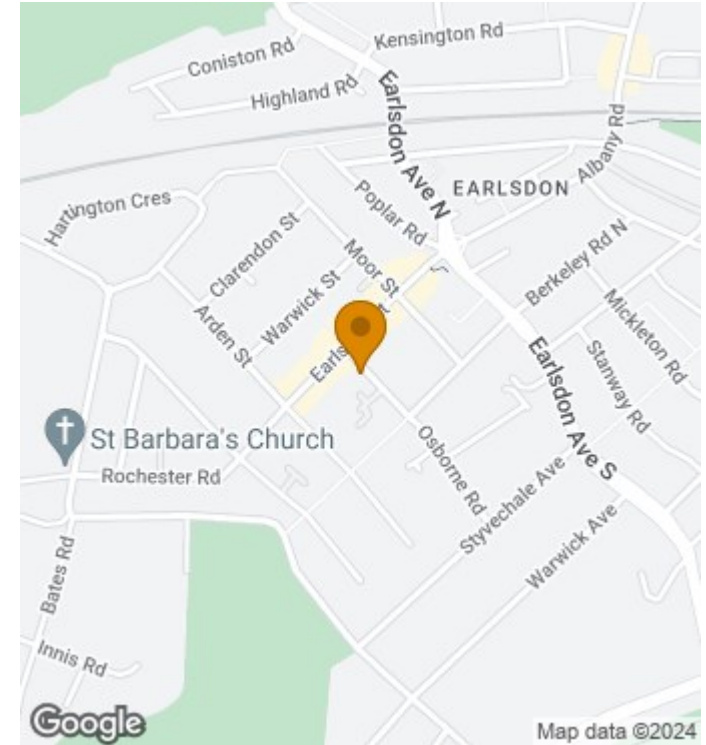 Kensington Rd
Coniston Rd
Highland Rd
Earlsdon Ave N
Albany Rd
EARLSDON
Poplar Rd
Hartington Cres
Clarendon St
Moor St
Berkeley Rd N
Warwick St
Mickleton Rd
Arden St
Stanway Rd
Earlsdon Ave S
St Barbara's Church
Osborne Rd
Rochester Rd
Styvechale Ave
Warwick Ave
Bates Rd
Innis Rd
Google
Map data ©2024